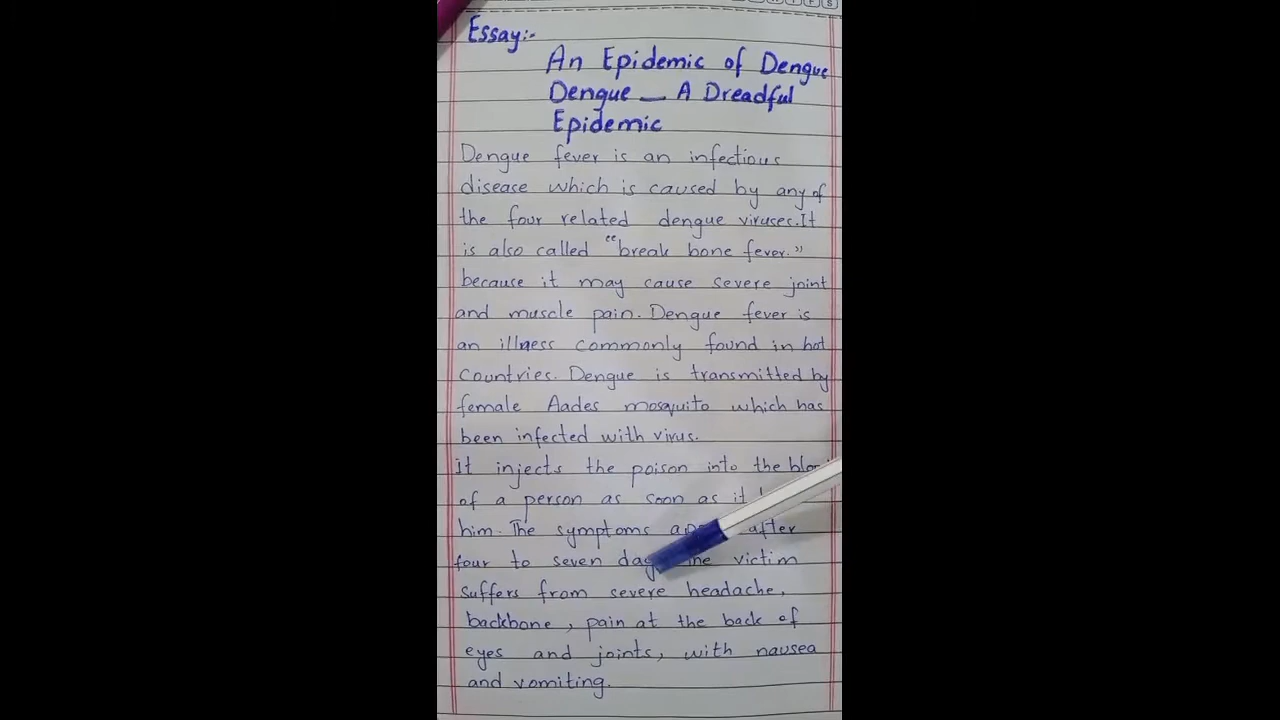 Essay:-
An Epidemic of Dengue
Dengue — A Dreadful
Epidemic
Dengue fever is an infectious
disease which is caused by any of
the four related dengue viruses. It
is also called "break bone fever."
because it may cause severe joint
and muscle pain. Dengue fever is
an illness commonly found in hot
countries. Dengue is transmitted by
female Aades mosquito which has
been infected with virus.
it injects the poison into the
of a person as soon as it
him. The symptoms after
four to seven victim
suffers from severe headache,
backbone, pain at the back of
eyes and joints, with nausea
and vomiting.